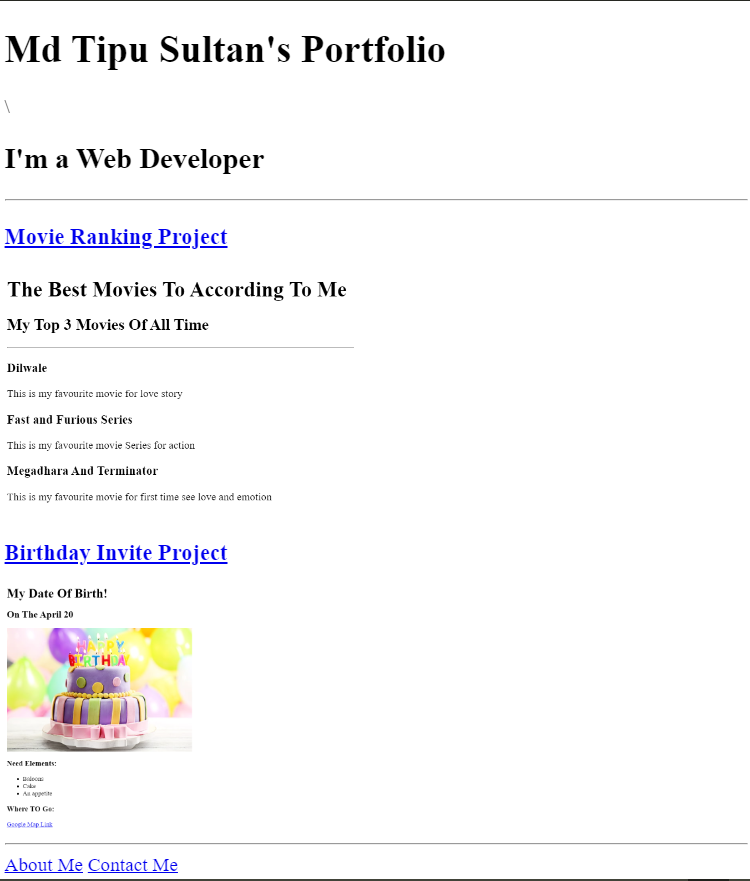 Md Tipu Sultan's Portfolio
\
I'm a Web Developer
Movie Ranking Project
The Best Movies To According To Me
My Top 3 Movies Of All Time
Dilwale
This is my favourite movie for love story
Fast and Furious Series
This is my favourite movie Series for action
Megadhara And Terminator
This is my favourite movie for first time see love and emotion
Birthday Invite Project
My Date Of Birth!
On The April 20
HAPPY
BIRTHDAY
Need Elements:
Baloons
Cake
An appetite
Where TO Go:
Google Map Link
About Me Contact Me